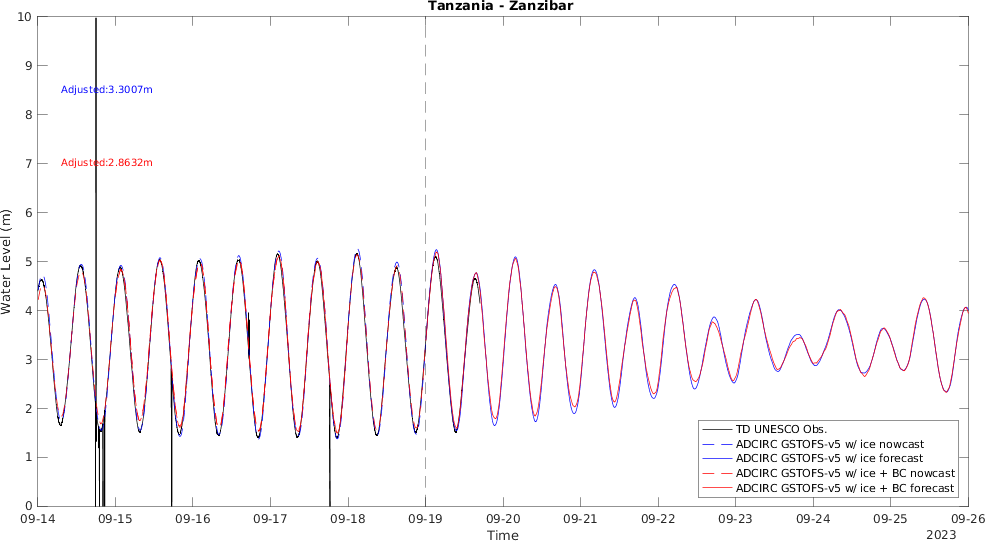 Tanzania - Zanzibar
10
9
8
7
6
5
4
3
2
1
0
Water Level (m)
Adjusted:3.3007m
Adjusted:2.8632m
TD UNESCO Obs.
ADCIRC GSTOFS-v5 w/ ice nowcast
ADCIRC GSTOFS-v5 w/ ice forecast
ADCIRC GSTOFS-v5 w/ ice + BC nowcast
ADCIRC GSTOFS-v5 w/ ice + BC forecast
09-14 09-15 09-16 09-17 09-18 09-19 09-20 09-21 09-22 09-23 09-24 09-25 09-26
Time
2023